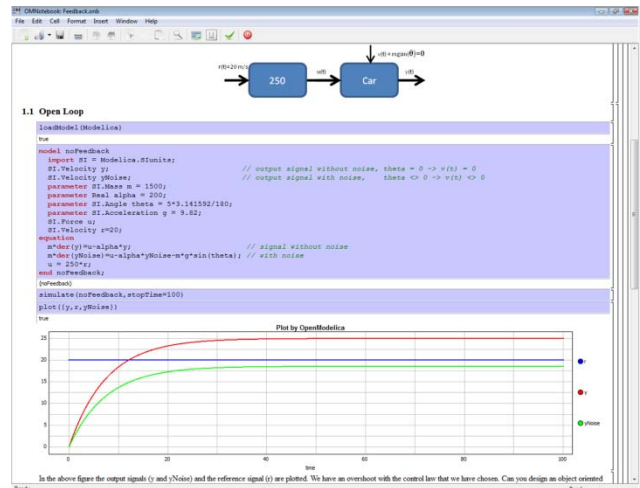 OMNotebook: Feedback.onb
File Edit Cell Format Insert Window Help
r(t)=20 m/s
250
u(t)
v(t)=mgsin(θ)=0
Car
y(t)
1.1 Open Loop
loadModel(Modelica)
true
model noFeedback
import SI = Modelica.SIunits;
SI.Velocity y; // output signal without noise, theta = 0 -> v(t) = 0
SI.Velocity yNoise; // output signal with noise, theta <> 0 -> v(t) <> 0
parameter SI.Mass m = 1500;
parameter Real alpha = 200;
parameter SI.Angle theta = 5*3.141592/180;
parameter SI.Acceleration g = 9.82;
SI.Force u;
SI.Velocity r=20;
equation
m*der(y)=u-alpha*y; // signal without noise
m*der(yNoise)=u-alpha*yNoise-m*g*sin(theta); // with noise
u = 250*r;
end noFeedback;
{noFeedback}
simulate(noFeedback,stopTime=100)
plot({y,r,yNoise})
true
Plot by OpenModelica
25
20
15
10
5
0
0 20 40 60 80 100
time
r
y
yNoise
In the above figure the output signals (y and yNoise) and the reference signal (r) are plotted. We have an overshoot with the control law that we have chosen. Can you design an object oriented
Ready